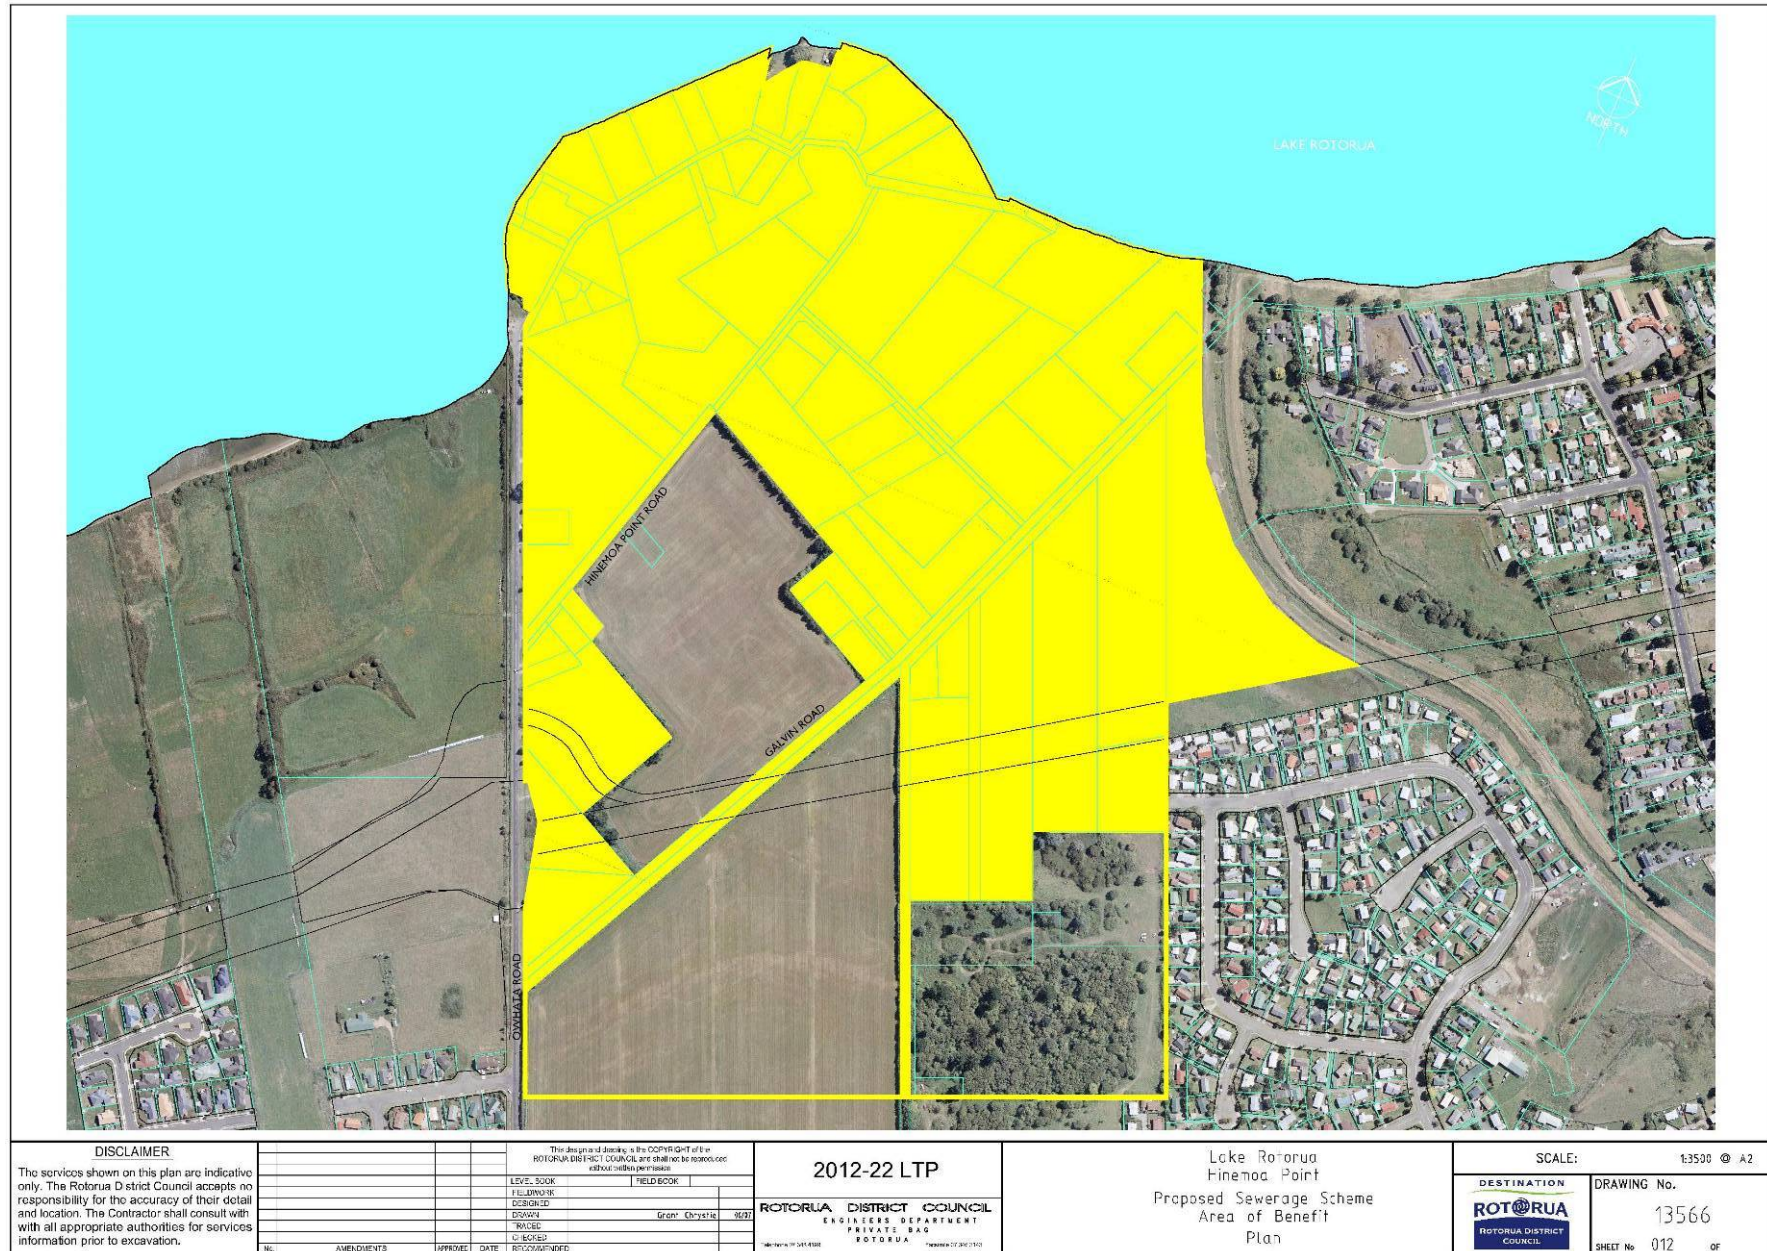 LAKE ROTORUA
NORTH
HINEMOA POINT ROAD
GALVIN ROAD
OWHATA ROAD
DISCLAIMER
The services shown on this plan are indicative
only. The Rotorua District Council accepts no
responsibility for the accuracy of their detail
and location. The Contractor shall consult with
with all appropriate authorities for services
information prior to excavation.
No. AMENDMENTS APPROVED DATE
This design and drawing is the COPYRIGHT of the
ROTORUA DISTRICT COUNCIL and shall not be reproduced
without written permission
LEVEL BOOK FIELD BOOK
FIELDWORK
DESIGNED
DRAWN Grant Chrystie
TRACED
CHECKED
RECOMMENDED
2012-22 LTP
ROTORUA DISTRICT COUNCIL
ENGINEERS DEPARTMENT
PRIVATE BAG
ROTORUA
Lake Rotorua
Hinemoa Point
Proposed Sewerage Scheme
Area of Benefit
Plan
SCALE: 1:3500 @ A2
DESTINATION
ROTORUA
ROTORUA DISTRICT
COUNCIL
DRAWING No.
13566
SHEET No 012 OF